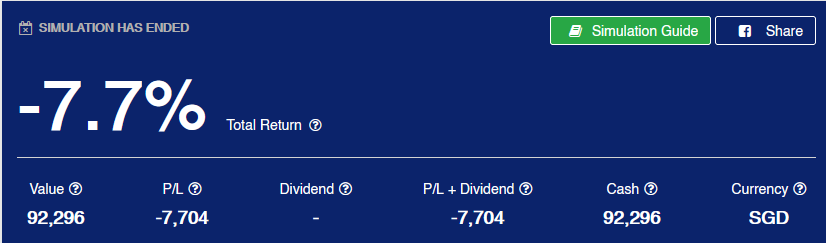 SIMULATION HAS ENDED
Simulation Guide
Share
-7.7% Total Return
Value P/L Dividend P/L + Dividend Cash Currency
92,296 -7,704 - -7,704 92,296 SGD